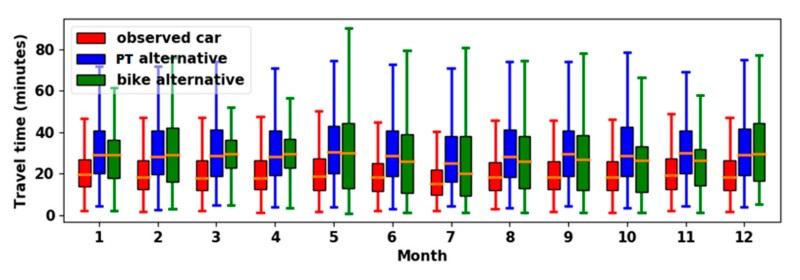 observed car
PT alternative
bike alternative
Travel time (minutes)
80
60
40
20
0
1 2 3 4 5 6 7 8 9 10 11 12
Month